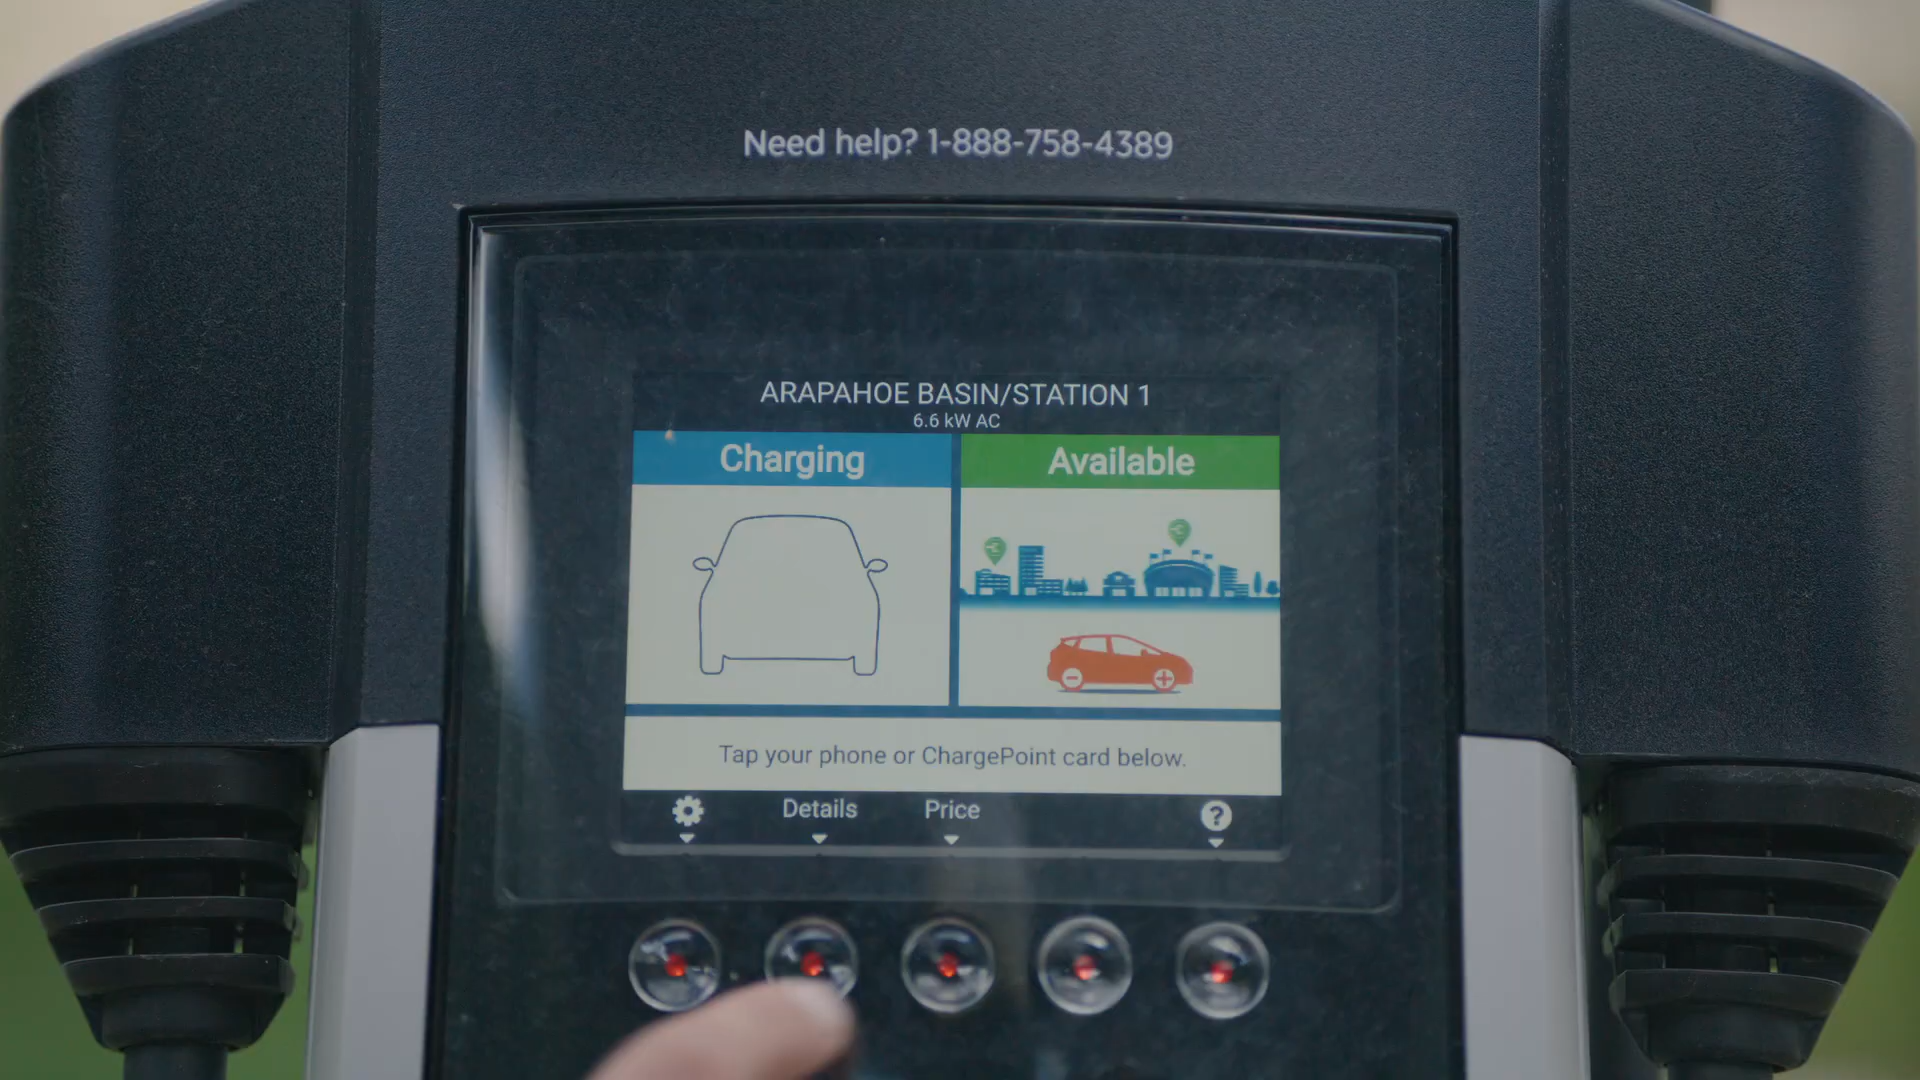 Need help? 1-888-758-4389
ARAPAHOE BASIN/STATION 1
6.6 kW AC
Charging
Available
Tap your phone or ChargePoint card below.
Details
Price
?